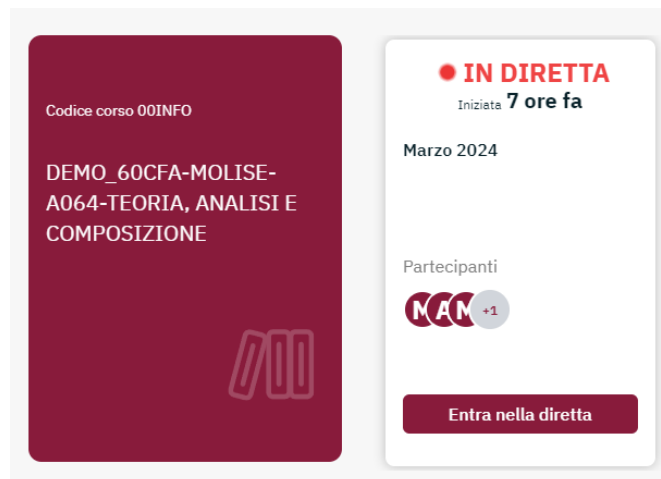 Codice corso 00INFO
DEMO_60CFA-MOLISE-
A064-TEORIA, ANALISI E
COMPOSIZIONE
IN DIRETTA
Iniziata 7 ore fa
Marzo 2024
Partecipanti
M A M +1
Entra nella diretta